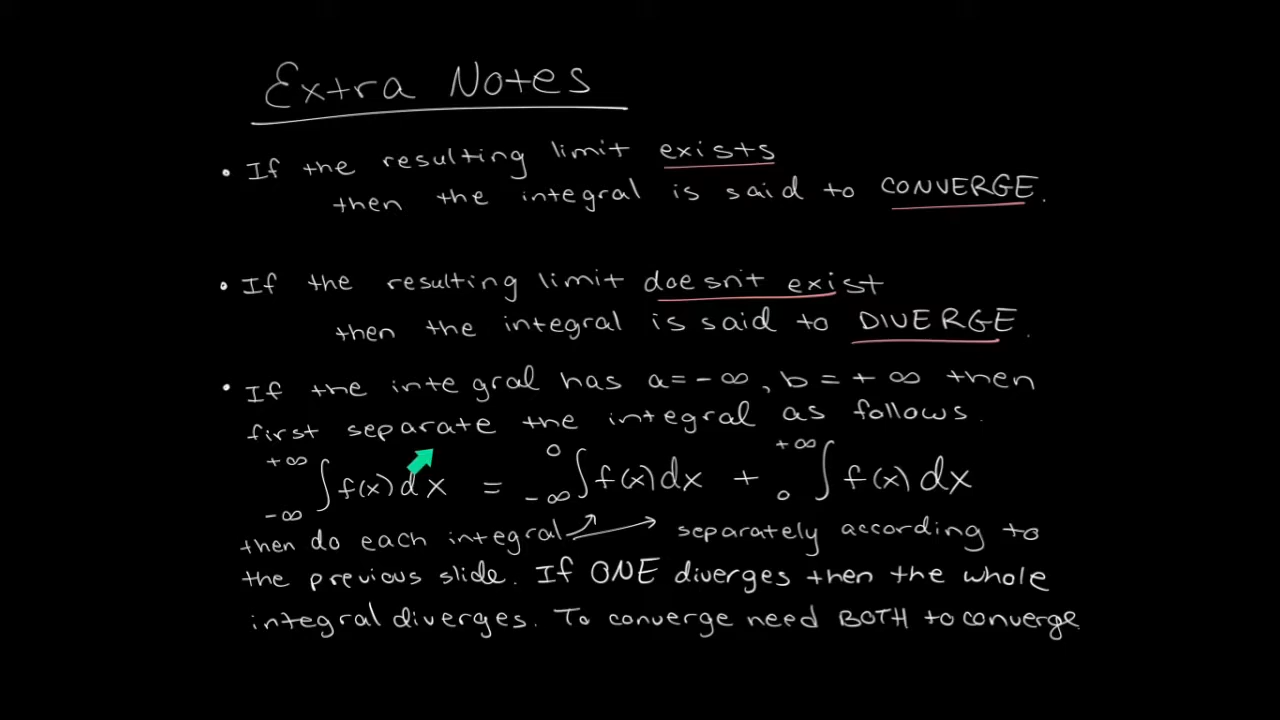 Extra Notes
• If the resulting limit exists
then the integral is said to CONVERGE.
• If the resulting limit doesn't exist
then the integral is said to DIVERGE.
• If the integral has a=-∞, b=+∞ then
first separate the integral as follows.
∫_{-∞}^{+∞} f(x)dx = ∫_{-∞}^{0} f(x)dx + ∫_{0}^{+∞} f(x)dx
then do each integral ↗ → separately according to
the previous slide. If ONE diverges then the whole
integral diverges. To converge need BOTH to converge.